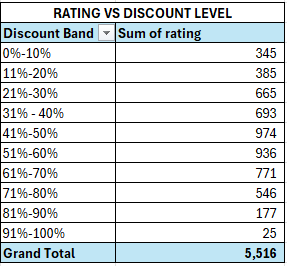 RATING VS DISCOUNT LEVEL
Discount Band Sum of rating
0%-10% 345
11%-20% 385
21%-30% 665
31% - 40% 693
41%-50% 974
51%-60% 936
61%-70% 771
71%-80% 546
81%-90% 177
91%-100% 25
Grand Total 5,516